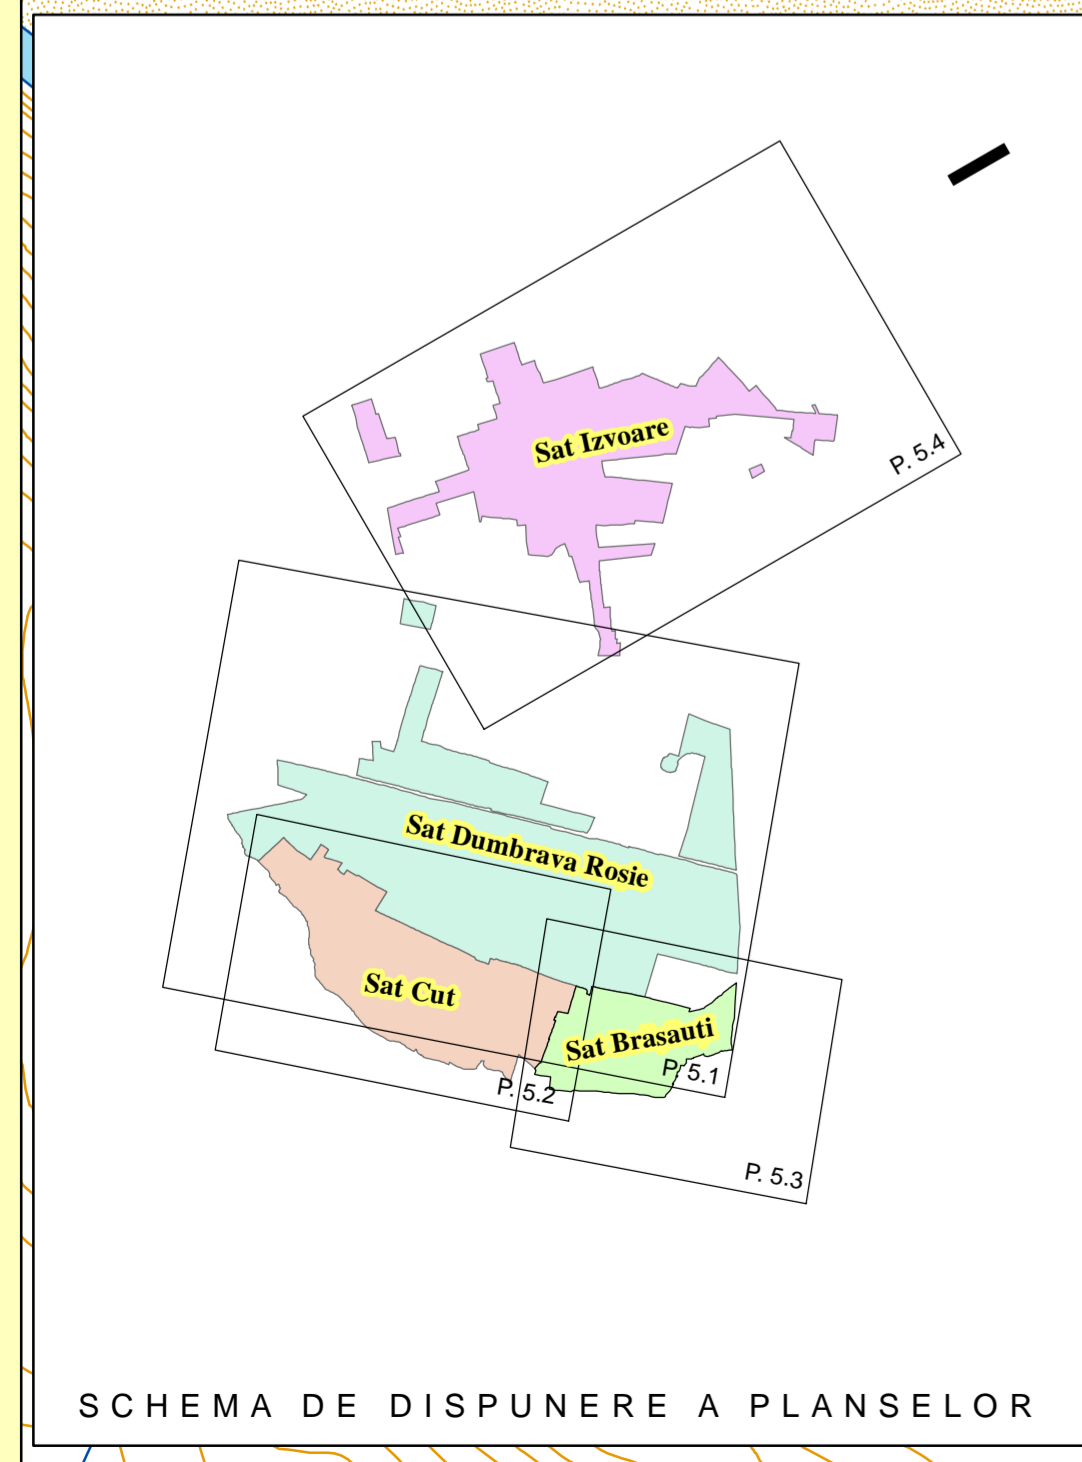 Sat Izvoare
P. 5.4
Sat Dumbrava Rosie
Sat Cut
Sat Brasauti
P. 5.1
P. 5.2
P. 5.3
SCHEMA DE DISPUNERE A PLANSELOR